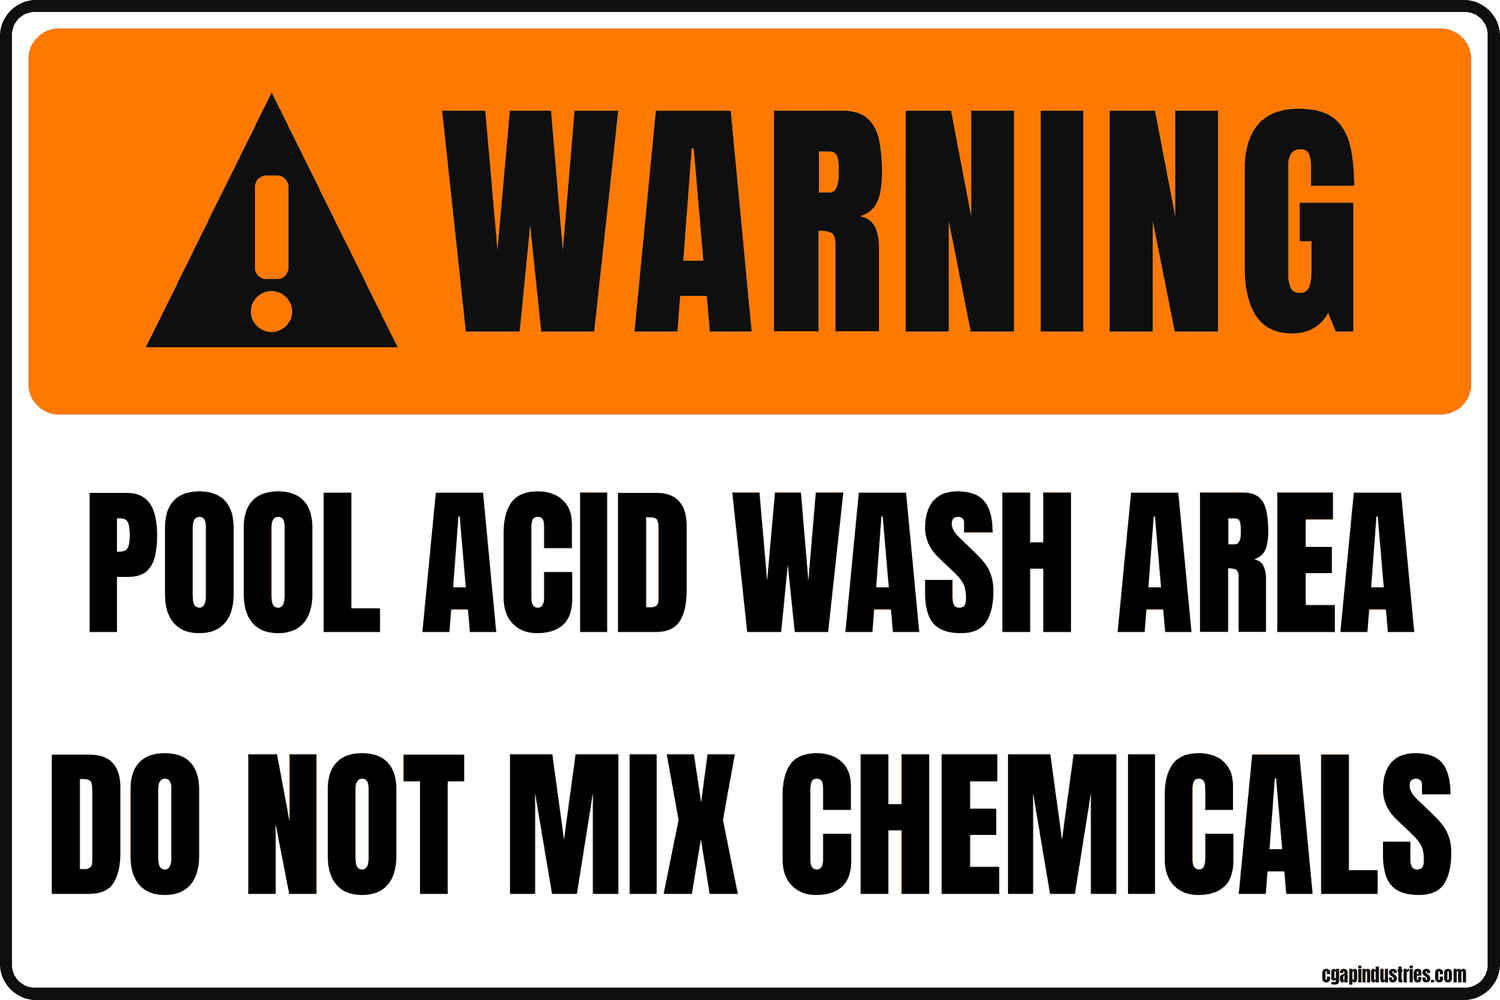 WARNING
POOL ACID WASH AREA
DO NOT MIX CHEMICALS
cgapindustries.com